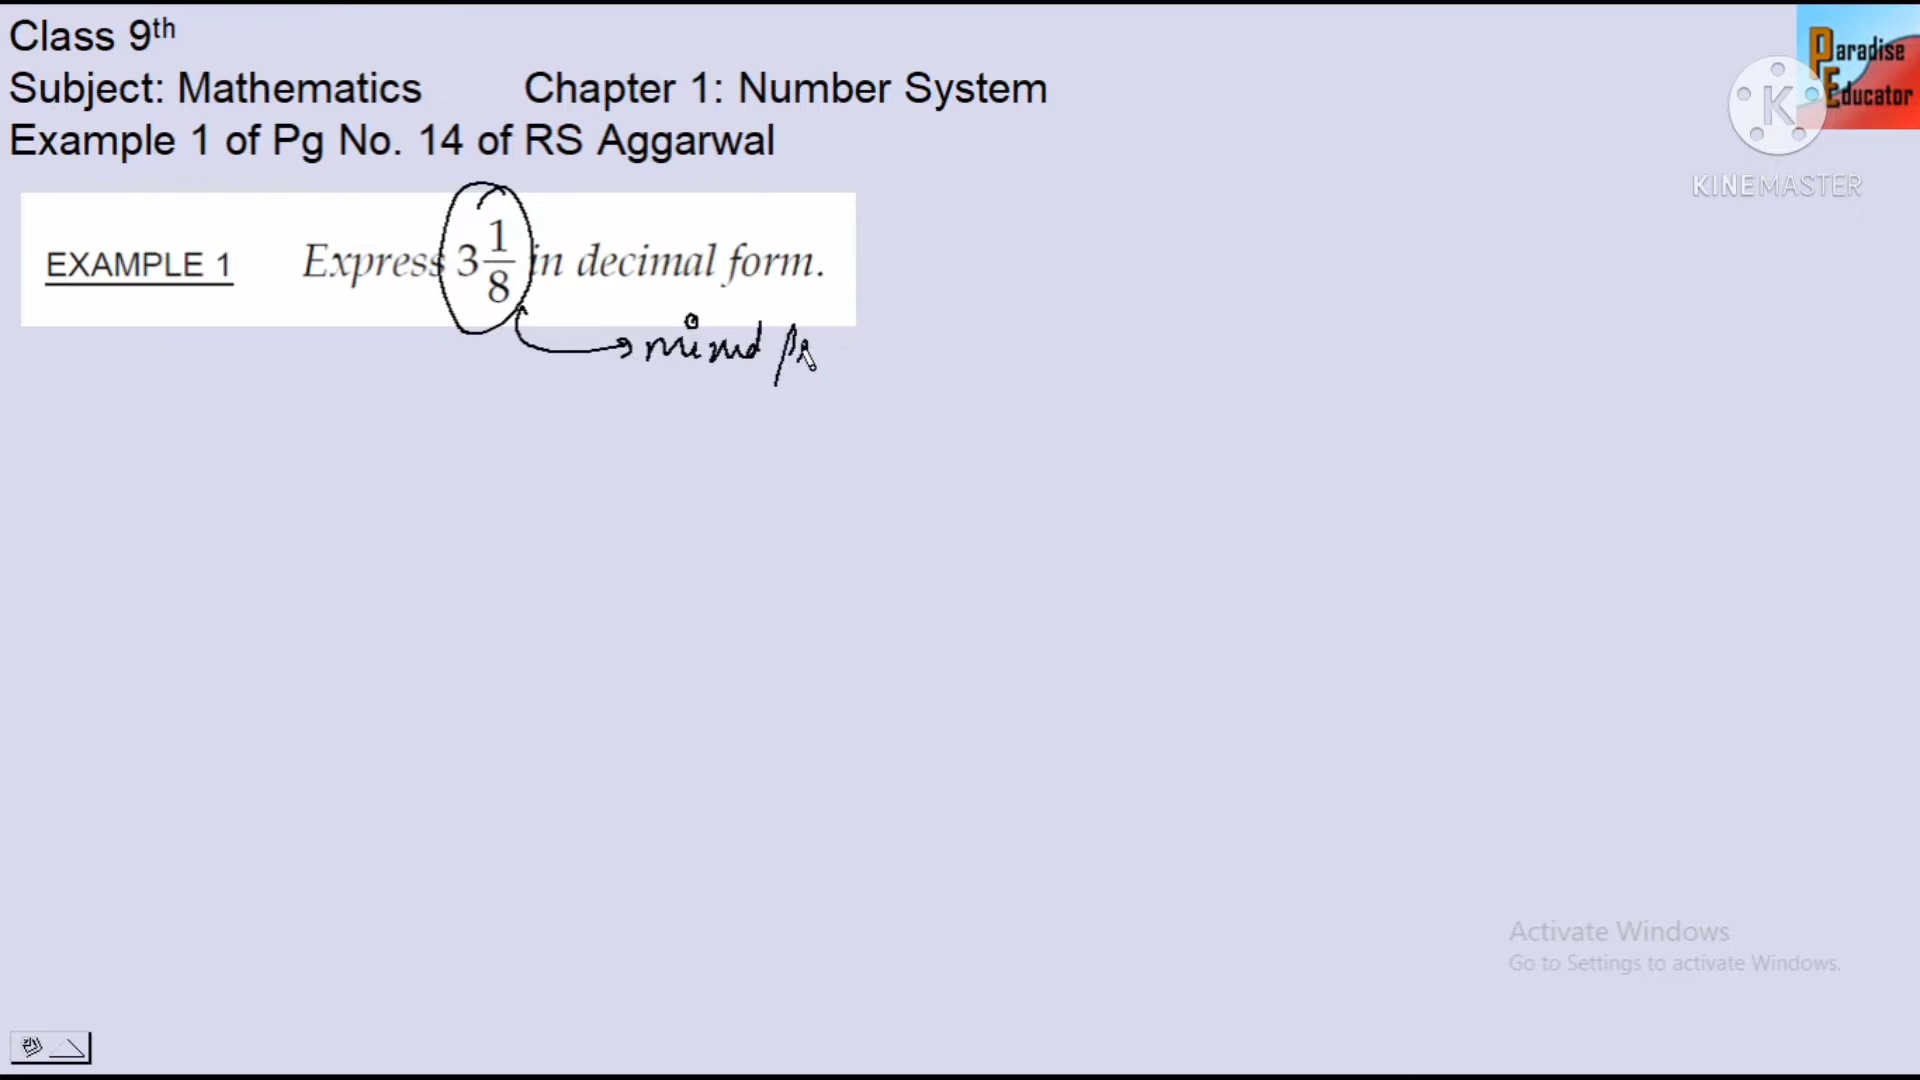 Class 9th
Subject: Mathematics Chapter 1: Number System
Example 1 of Pg No. 14 of RS Aggarwal
Paradise
Educator
K
KINEMASTER
EXAMPLE 1 Express 3 1/8 in decimal form.
mixed
Activate Windows
Go to Settings to activate Windows.